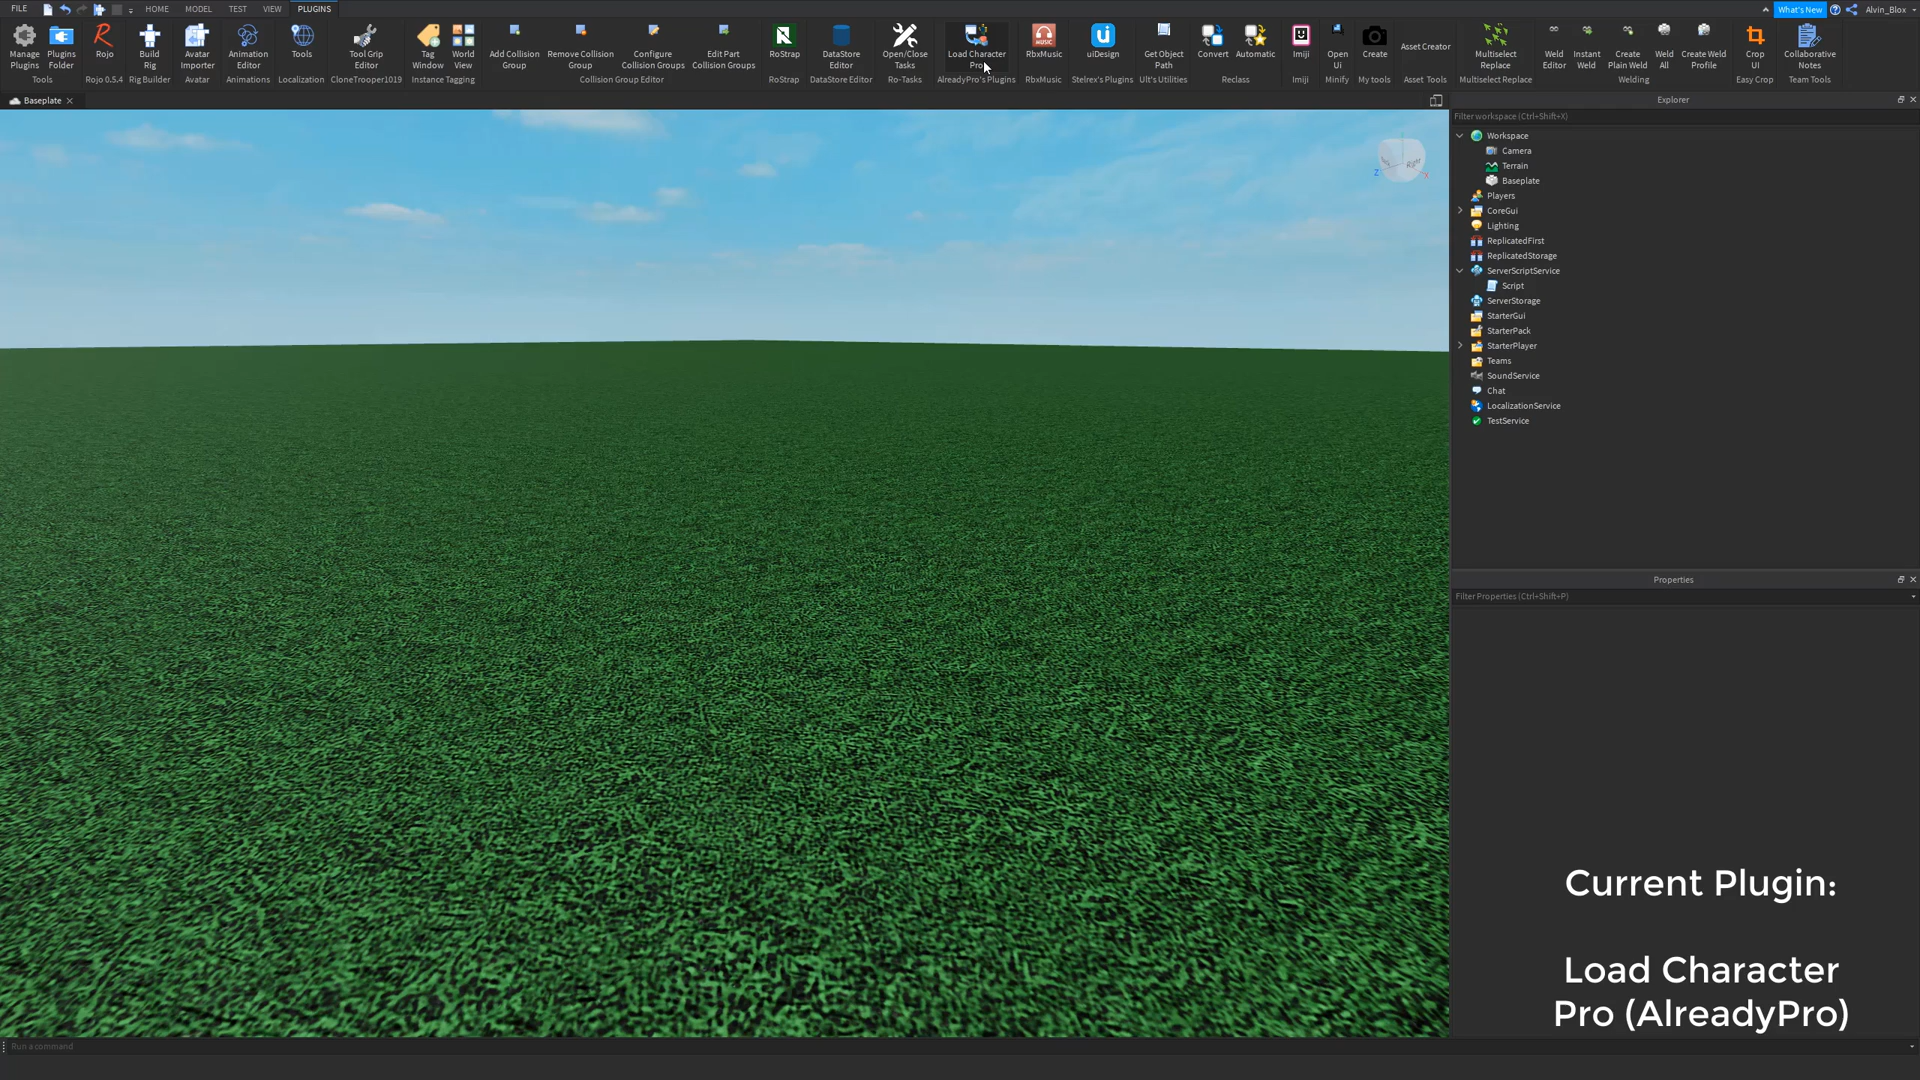 FILE HOME MODEL TEST VIEW PLUGINS What's New Alvin_Blox
Manage Plugins
Plugins Folder
Tools
Rojo
Rojo 0.5.4
Build Rig
Rig Builder
Avatar Importer
Avatar
Animation Editor
Animations
Tools
Localization
Tool Grip Editor
CloneTrooper1019
Tag Window
World View
Instance Tagging
Add Collision Group
Remove Collision Group
Configure Collision Groups
Edit Part Collision Groups
Collision Group Editor
RoStrap
RoStrap
DataStore Editor
DataStore Editor
Open/Close Tasks
Ro-Tasks
Load Character Pro
AlreadyPro's Plugins
RbxMusic
RbxMusic
uiDesign
Stelrex's Plugins
Get Object Path
Ult's Utilities
Convert
Automatic
Reclass
Imiji
Imiji
Open Ui
Minify
Create
My tools
Asset Creator
Asset Tools
Multiselect Replace
Multiselect Replace
Weld Editor
Instant Weld
Create Plain Weld
Weld All
Create Weld Profile
Welding
Crop UI
Easy Crop
Collaborative Notes
Team Tools
Baseplate
Right
Z
X
Explorer
Filter workspace (Ctrl+Shift+X)
Workspace
Camera
Terrain
Baseplate
Players
CoreGui
Lighting
ReplicatedFirst
ReplicatedStorage
ServerScriptService
Script
ServerStorage
StarterGui
StarterPack
StarterPlayer
Teams
SoundService
Chat
LocalizationService
TestService
Properties
Filter Properties (Ctrl+Shift+P)
Current Plugin:
Load Character
Pro (AlreadyPro)
Run a command